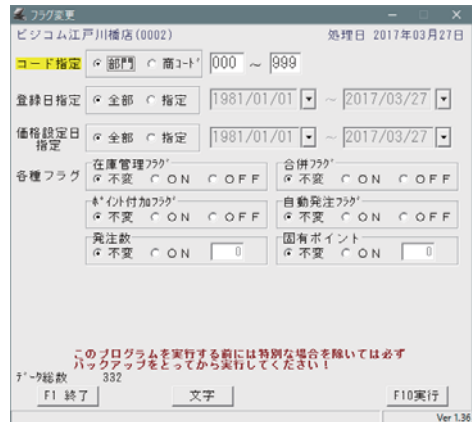 フラグ変更
ビジコム江戸川橋店(0002) 処理日 2017年03月27日
コード指定 部門 商コード 000 ～ 999
登録日指定 全部 指定 1981/01/01 ～ 2017/03/27
価格設定日指定 全部 指定 1981/01/01 ～ 2017/03/27
各種フラグ
在庫管理フラグ 合併フラグ
不変 ON OFF 不変 ON OFF
ポイント付加フラグ 自動発注フラグ
不変 ON OFF 不変 ON OFF
発注数 固有ポイント
不変 ON 0 不変 ON 0
このプログラムを実行する前には特別な場合を除いては必ず
バックアップをとってから実行してください！
データ総数 332
F1 終了 文字 F10実行
Ver 1.36